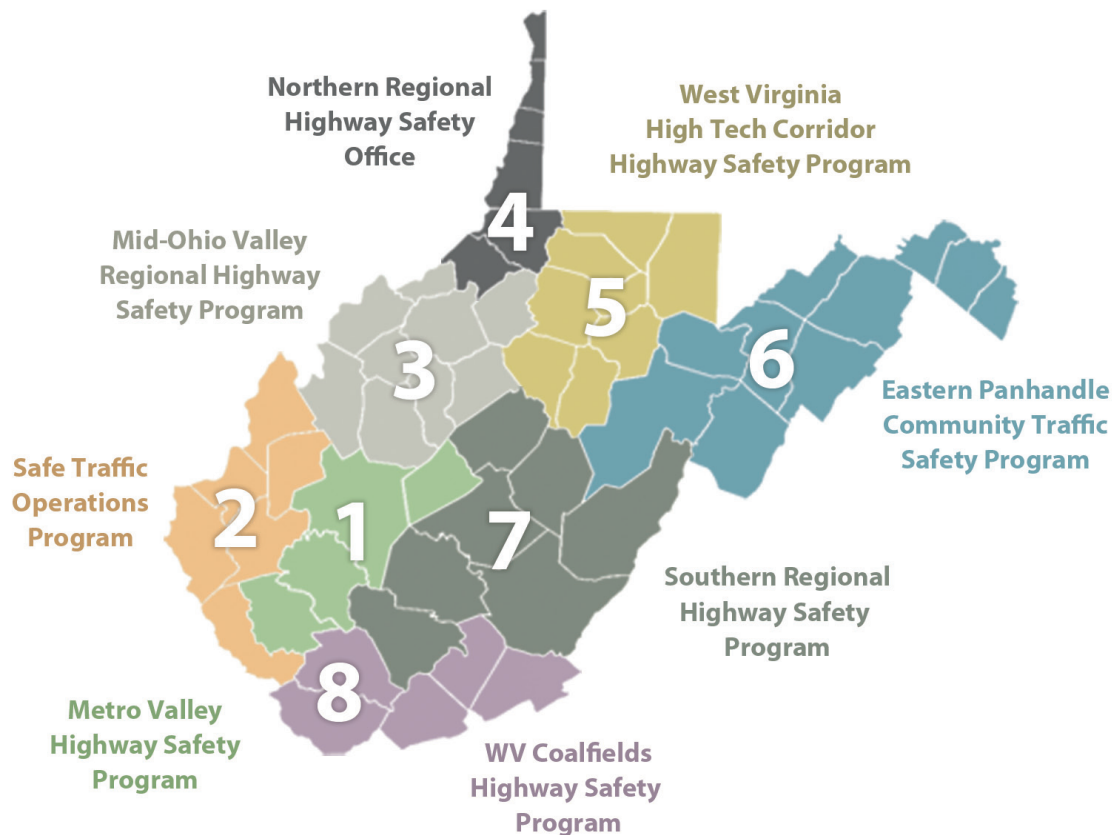 Northern Regional
Highway Safety
Office
West Virginia
High Tech Corridor
Highway Safety Program
4
Mid-Ohio Valley
Regional Highway
Safety Program
5
3
6
Eastern Panhandle
Community Traffic
Safety Program
Safe Traffic
Operations
Program
2
1
7
Southern Regional
Highway Safety
Program
8
Metro Valley
Highway Safety
Program
WV Coalfields
Highway Safety
Program